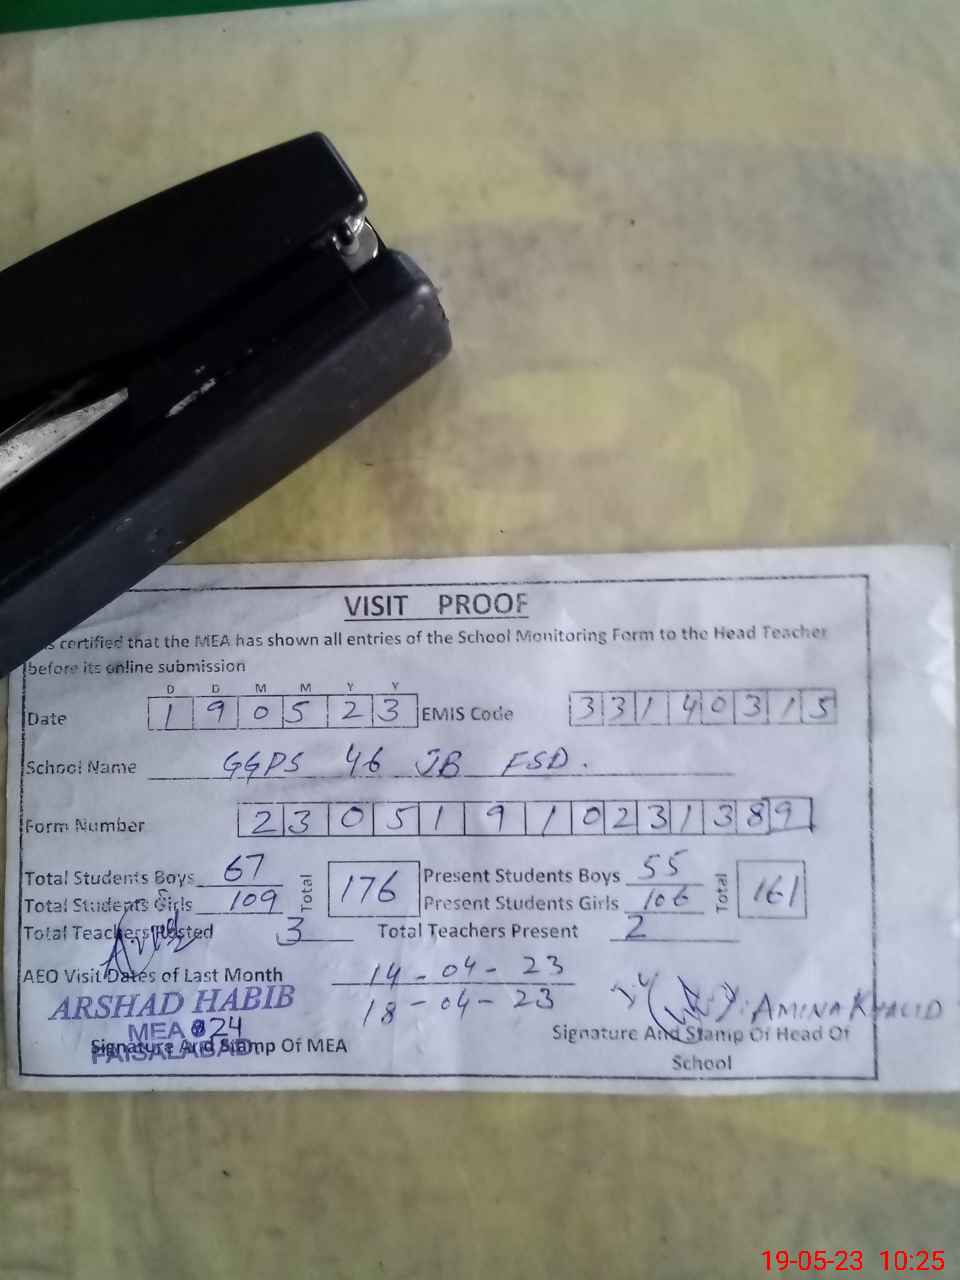 VISIT PROOF
s certified that the MEA has shown all entries of the School Monitoring Form to the Head Teacher
before its online submission
D D M M Y Y
Date 1 9 0 5 2 3 EMIS Code 3 3 1 4 0 3 1 5
School Name GGPS 46 JB FSD.
Form Number 2 3 0 5 1 9 1 0 2 3 1 3 8 9
Total Students Boys 67 Total 176 Present Students Boys 55 Total 161
Total Students Girls 109 Present Students Girls 106
Total Teachers Posted 3 Total Teachers Present 2
AEO Visit Dates of Last Month 14-04-23
18-04-23
ARSHAD HABIB AMINA KHALID
MEA 24
FAISALABAD
Signature And Stamp Of MEA Signature And Stamp Of Head Of
School
19-05-23 10:25